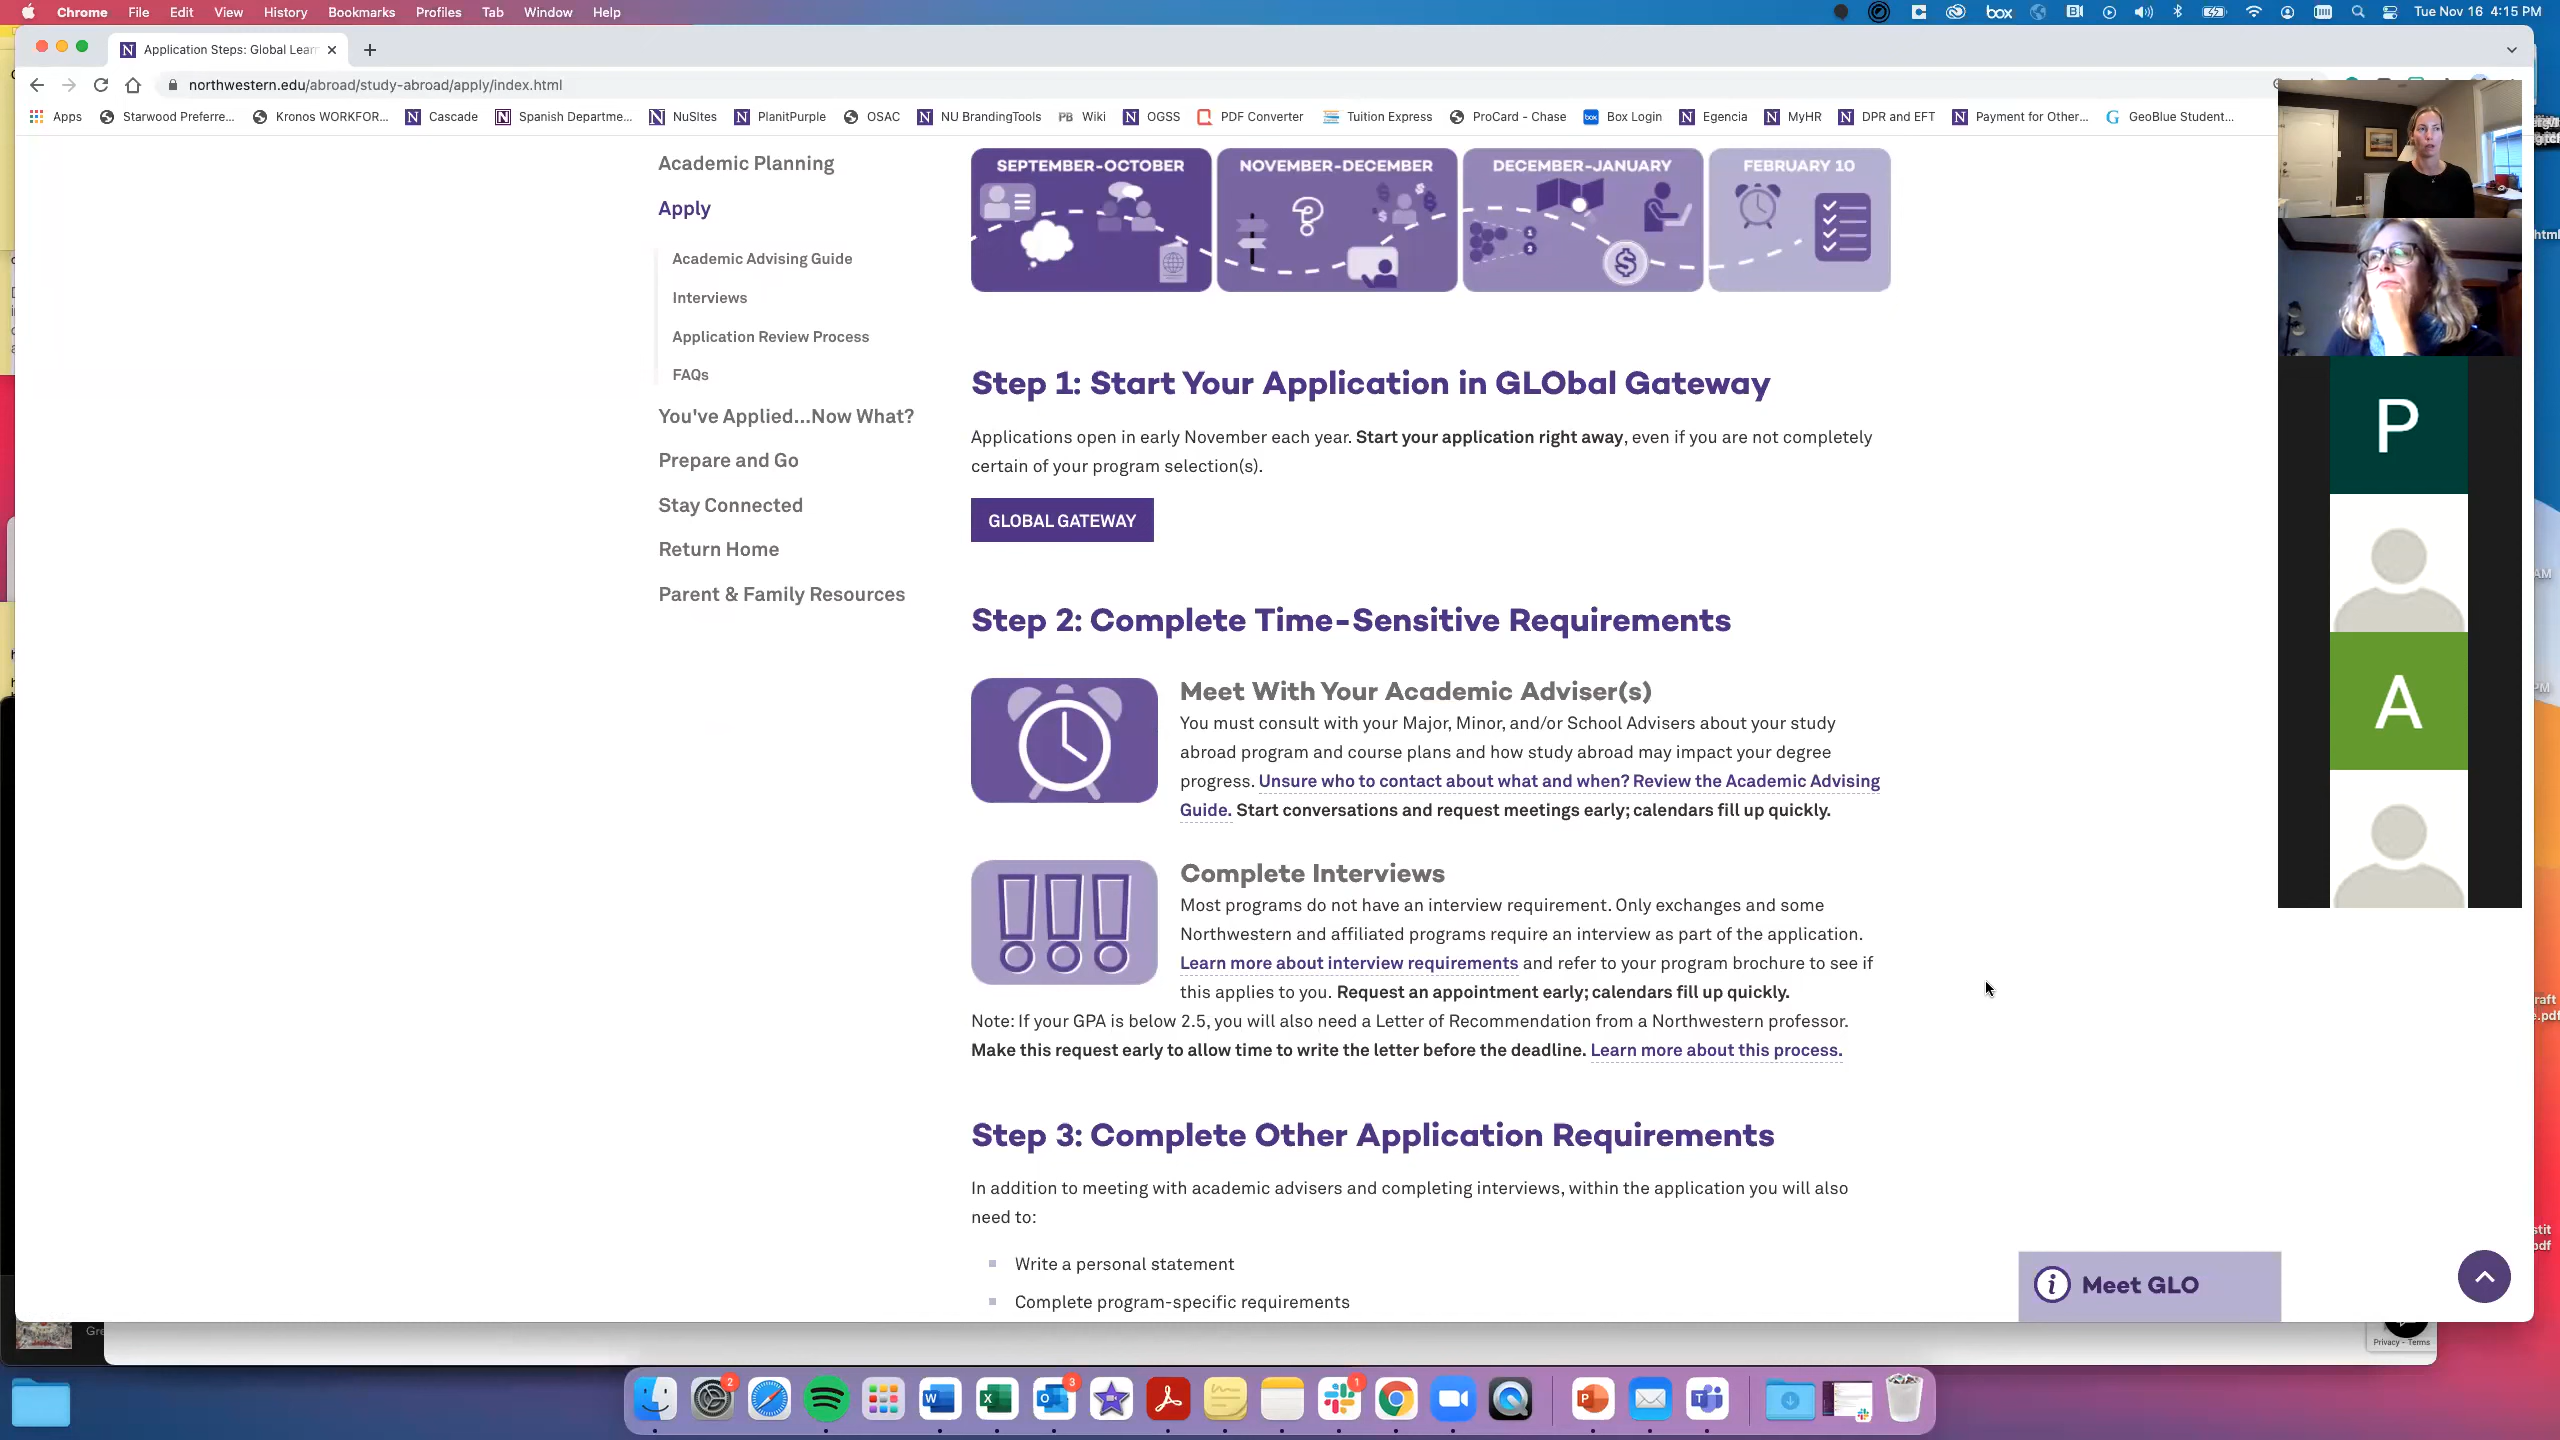 Chrome File Edit View History Bookmarks Profiles Tab Window Help
box
Tue Nov 16 4:15 PM
Application Steps: Global Lear
northwestern.edu/abroad/study-abroad/apply/index.html
Apps Starwood Preferre... Kronos WORKFOR... Cascade Spanish Departme... NuSItes PlanitPurple OSAC NU BrandingTools PB Wiki OGSS PDF Converter Tuition Express ProCard - Chase box Box Login Egencia MyHR DPR and EFT Payment for Other... GeoBlue Student...
Academic Planning
Apply
Academic Advising Guide
Interviews
Application Review Process
FAQs
You've Applied...Now What?
Prepare and Go
Stay Connected
Return Home
Parent & Family Resources
SEPTEMBER-OCTOBER
NOVEMBER-DECEMBER
DECEMBER-JANUARY
FEBRUARY 10
Step 1: Start Your Application in GLObal Gateway
Applications open in early November each year. Start your application right away, even if you are not completely
certain of your program selection(s).
GLOBAL GATEWAY
Step 2: Complete Time-Sensitive Requirements
Meet With Your Academic Adviser(s)
You must consult with your Major, Minor, and/or School Advisers about your study
abroad program and course plans and how study abroad may impact your degree
progress. Unsure who to contact about what and when? Review the Academic Advising
Guide. Start conversations and request meetings early; calendars fill up quickly.
Complete Interviews
Most programs do not have an interview requirement. Only exchanges and some
Northwestern and affiliated programs require an interview as part of the application.
Learn more about interview requirements and refer to your program brochure to see if
this applies to you. Request an appointment early; calendars fill up quickly.
Note: If your GPA is below 2.5, you will also need a Letter of Recommendation from a Northwestern professor.
Make this request early to allow time to write the letter before the deadline. Learn more about this process.
Step 3: Complete Other Application Requirements
In addition to meeting with academic advisers and completing interviews, within the application you will also
need to:
Write a personal statement
Complete program-specific requirements
Meet GLO
P
A
Privacy - Terms